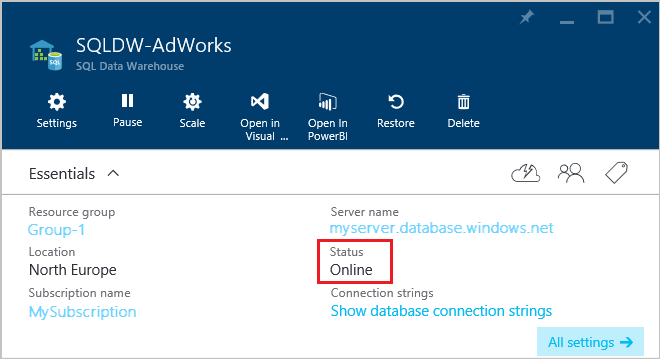 SQLDW-AdWorks
SQL
SQL Data Warehouse
Settings
Pause
Scale
Open in
Visual ...
Open In
PowerBI
Restore
Delete
Essentials
Resource group
Group-1
Server name
myserver.database.windows.net
Location
North Europe
Status
Online
Subscription name
MySubscription
Connection strings
Show database connection strings
All settings